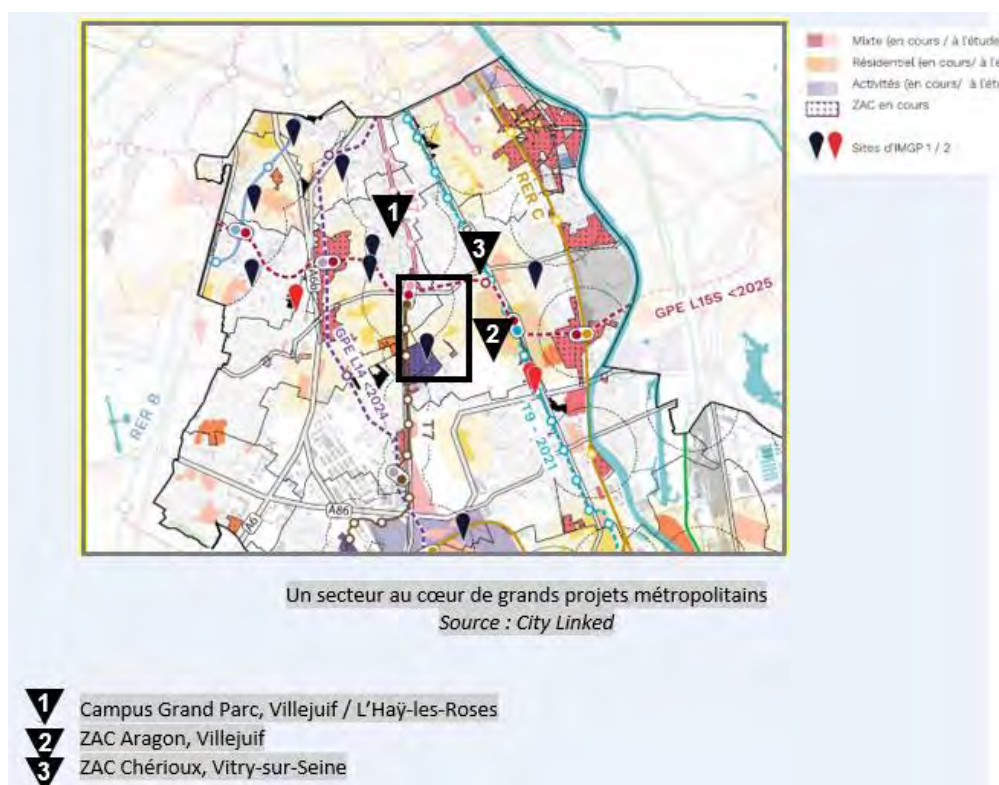 Mixte (en cours / à l'étude
Résidentiel (en cours/ à l'é
Activités (en cours/ à l'ét
ZAC en cours
Sites d'IMGP 1 / 2
1
RER C
3
A6b
GPE L15S <2025
2
GPE L14 <2024
RER B
T7
T9 - 2021
A86
A6
Un secteur au cœur de grands projets métropolitains
Source : City Linked
1 Campus Grand Parc, Villejuif / L'Haÿ-les-Roses
2 ZAC Aragon, Villejuif
3 ZAC Chérioux, Vitry-sur-Seine